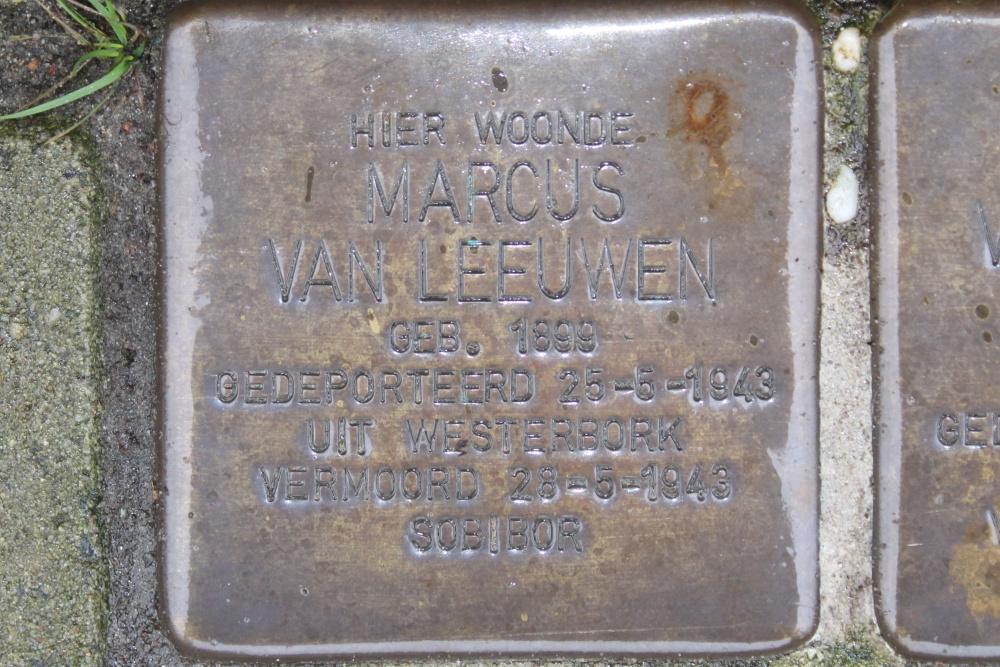 HIER WOONDE
MARCUS
VAN LEEUWEN
GEB. 1899
GEDEPORTEERD 25-5-1943
UIT WESTERBORK
VERMOORD 28-5-1943
SOBIBOR